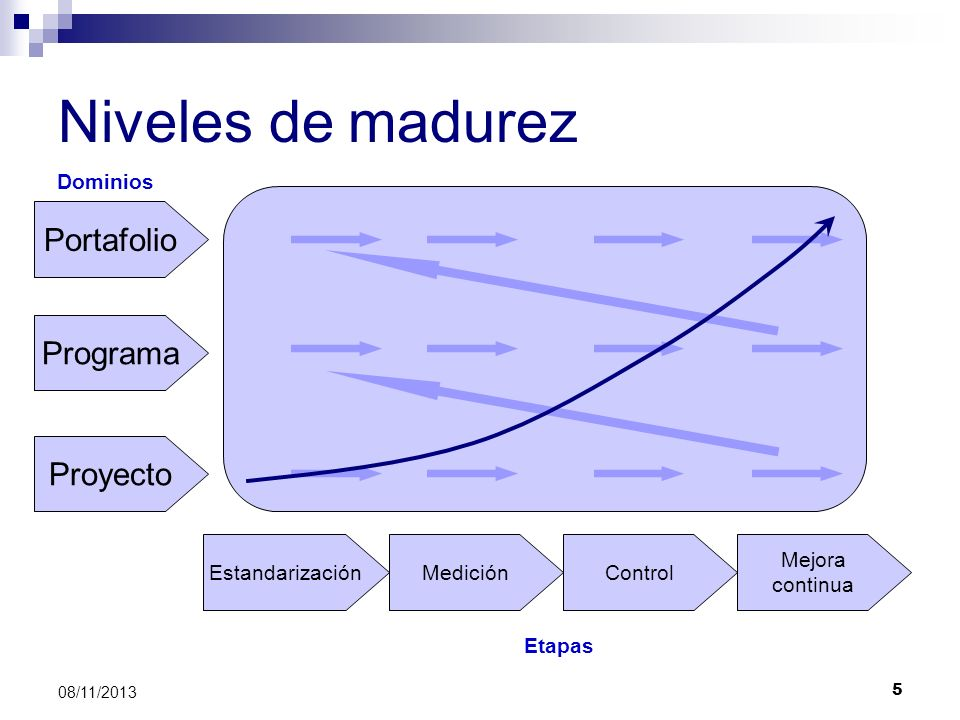 Niveles de madurez
Dominios
Portafolio
Programa
Proyecto
Estandarización
Medición
Control
Mejora
continua
Etapas
08/11/2013
5